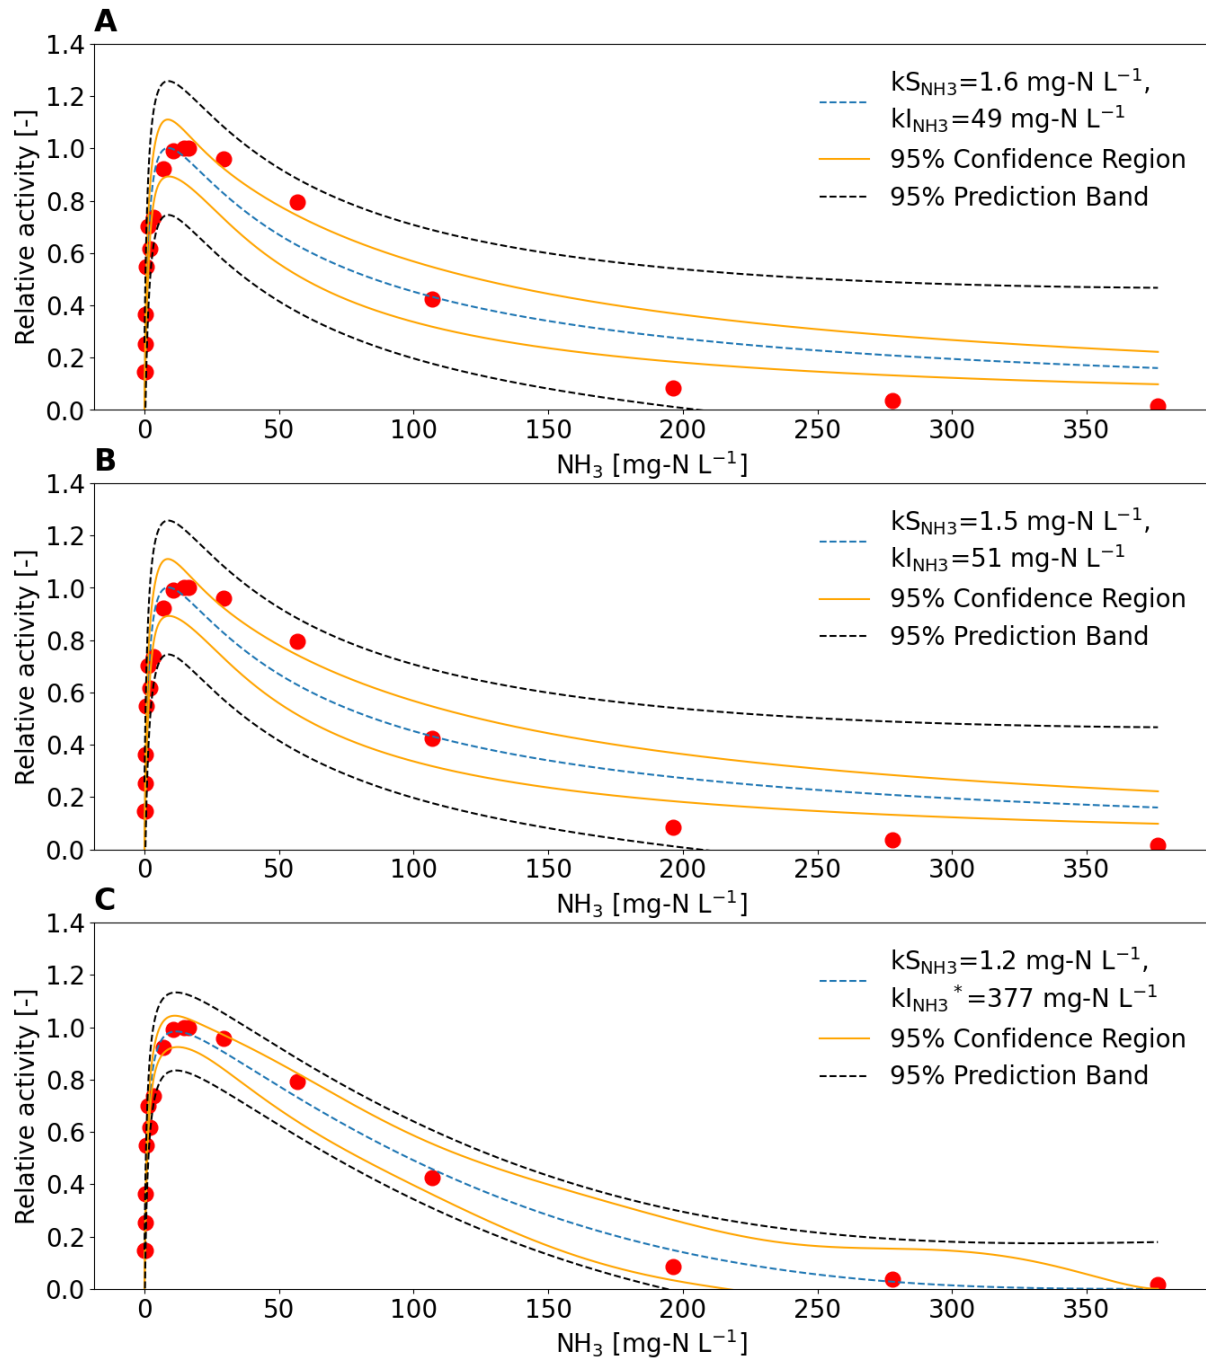 A
1.4
1.2
1.0
0.8
0.6
0.4
0.2
0.0
Relative activity [-]
kS_NH3=1.6 mg-N L⁻¹,
kI_NH3=49 mg-N L⁻¹
95% Confidence Region
95% Prediction Band
0 50 100 150 200 250 300 350
NH₃ [mg-N L⁻¹]
B
1.4
1.2
1.0
0.8
0.6
0.4
0.2
0.0
Relative activity [-]
kS_NH3=1.5 mg-N L⁻¹,
kI_NH3=51 mg-N L⁻¹
95% Confidence Region
95% Prediction Band
0 50 100 150 200 250 300 350
NH₃ [mg-N L⁻¹]
C
1.4
1.2
1.0
0.8
0.6
0.4
0.2
0.0
Relative activity [-]
kS_NH3=1.2 mg-N L⁻¹,
kI_NH3*=377 mg-N L⁻¹
95% Confidence Region
95% Prediction Band
0 50 100 150 200 250 300 350
NH₃ [mg-N L⁻¹]